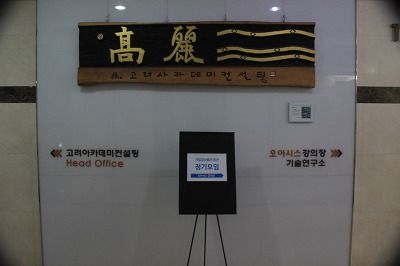 高麗
고려아카데미컨설팅
고려아카데미컨설팅
Head Office
오아시스 강의장
기술연구소
정기모임